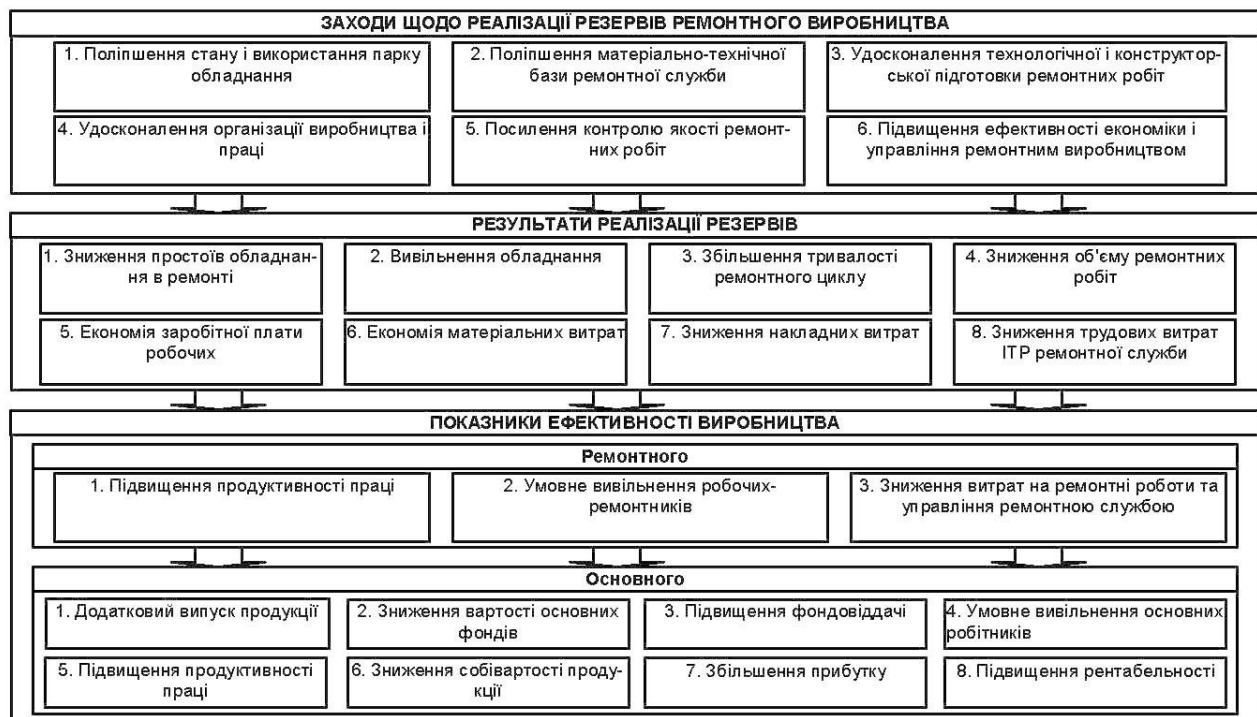 ЗАХОДИ ЩОДО РЕАЛІЗАЦІЇ РЕЗЕРВІВ РЕМОНТНОГО ВИРОБНИЦТВА
1. Поліпшення стану і використання парку
обладнання
2. Поліпшення матеріально-технічної
бази ремонтної служби
3. Удосконалення технологічної і конструктор-
ської підготовки ремонтних робіт
4. Удосконалення організації виробництва і
праці
5. Посилення контролю якості ремонт-
них робіт
6. Підвищення ефективності економіки і
управління ремонтним виробництвом
РЕЗУЛЬТАТИ РЕАЛІЗАЦІЇ РЕЗЕРВІВ
1. Зниження простоїв обладнан-
ня в ремонті
2. Вивільнення обладнання
3. Збільшення тривалості
ремонтного циклу
4. Зниження об'єму ремонтних
робіт
5. Економія заробітної плати
робочих
6. Економія матеріальних витрат
7. Зниження накладних витрат
8. Зниження трудових витрат
ІТР ремонтної служби
ПОКАЗНИКИ ЕФЕКТИВНОСТІ ВИРОБНИЦТВА
Ремонтного
1. Підвищення продуктивності праці
2. Умовне вивільнення робочих-
ремонтників
3. Зниження витрат на ремонтні роботи та
управління ремонтною службою
Основного
1. Додатковий випуск продукції
2. Зниження вартості основних
фондів
3. Підвищення фондовіддачі
4. Умовне вивільнення основних
робітників
5. Підвищення продуктивності
праці
6. Зниження собівартості проду-
кції
7. Збільшення прибутку
8. Підвищення рентабельності